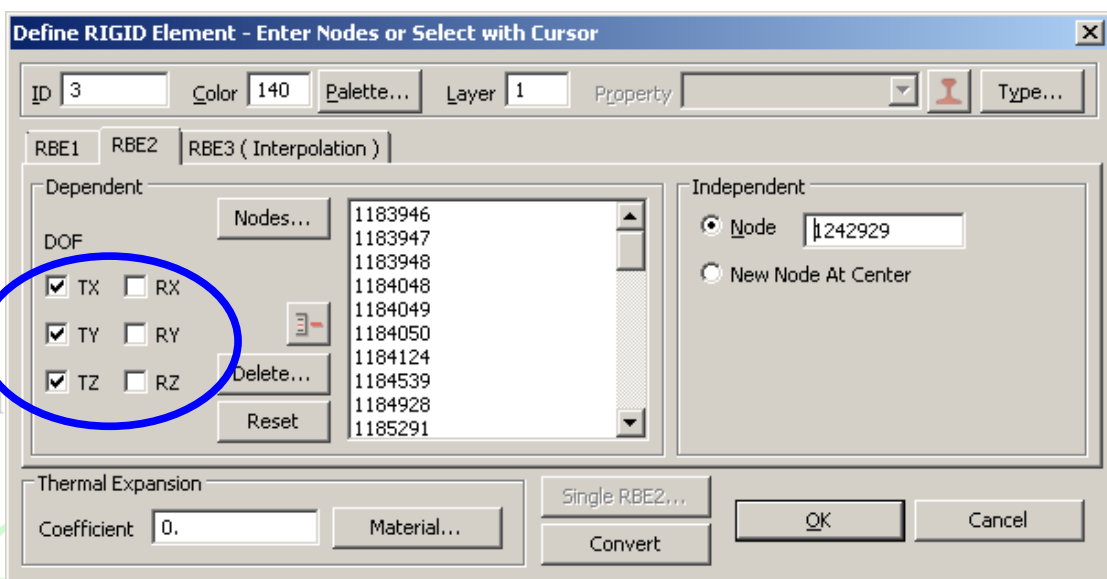 Define RIGID Element - Enter Nodes or Select with Cursor
ID 3 Color 140 Palette... Layer 1 Property Type...
RBE1 RBE2 RBE3 ( Interpolation )
Dependent
DOF
TX RX
TY RY
TZ RZ
Nodes...
Delete...
Reset
1183946
1183947
1183948
1184048
1184049
1184050
1184124
1184539
1184928
1185291
Independent
Node 1242929
New Node At Center
Thermal Expansion
Coefficient 0. Material...
Single RBE2...
Convert
OK Cancel